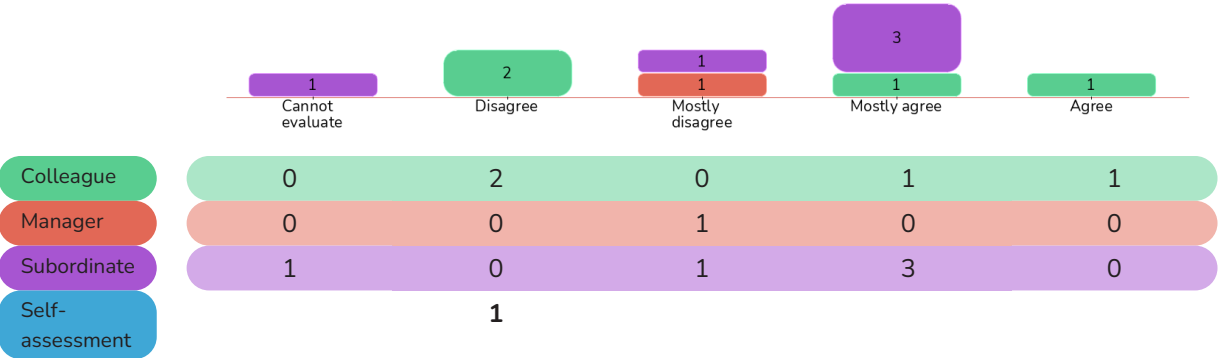 3
1
2
1
1
1
1
1
Cannot
evaluate
Disagree
Mostly
disagree
Mostly agree
Agree
Colleague 0 2 0 1 1
Manager 0 0 1 0 0
Subordinate 1 0 1 3 0
Self-
assessment 1